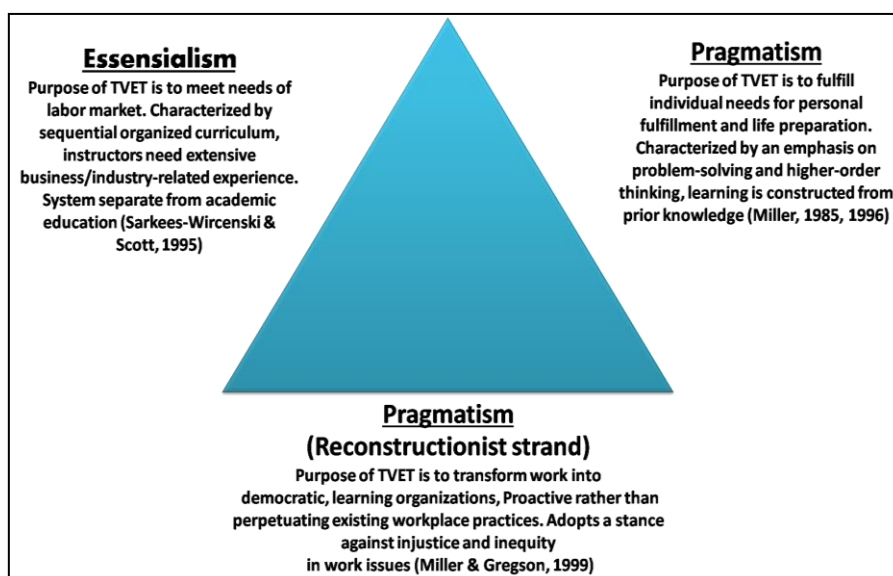 Essensialism
Purpose of TVET is to meet needs of
labor market. Characterized by
sequential organized curriculum,
instructors need extensive
business/industry-related experience.
System separate from academic
education (Sarkees-Wircenski &
Scott, 1995)
Pragmatism
Purpose of TVET is to fulfill
individual needs for personal
fulfillment and life preparation.
Characterized by an emphasis on
problem-solving and higher-order
thinking, learning is constructed from
prior knowledge (Miller, 1985, 1996)
Pragmatism
(Reconstructionist strand)
Purpose of TVET is to transform work into
democratic, learning organizations, Proactive rather than
perpetuating existing workplace practices. Adopts a stance
against injustice and inequity
in work issues (Miller & Gregson, 1999)